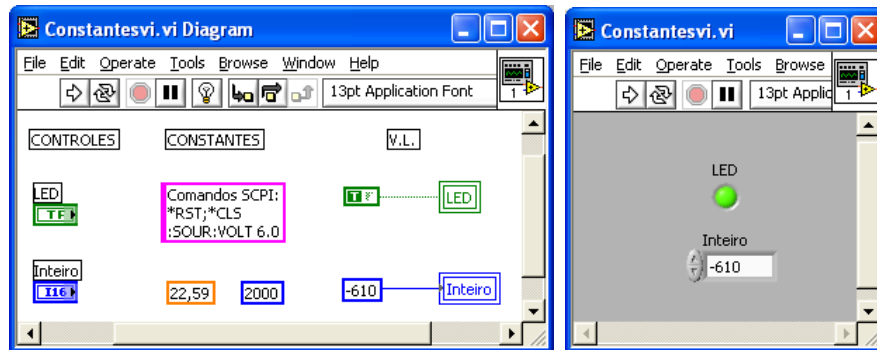 Constantesvi.vi Diagram
File Edit Operate Tools Browse Window Help
13pt Application Font
1
CONTROLES CONSTANTES V.L.
LED
TF
Comandos SCPI:
*RST;*CLS
:SOUR:VOLT 6.0
T F
LED
Inteiro
I16
22,59
2000
-610
Inteiro
Constantesvi.vi
File Edit Operate Tools Browse
13pt Applic
1
LED
Inteiro
-610